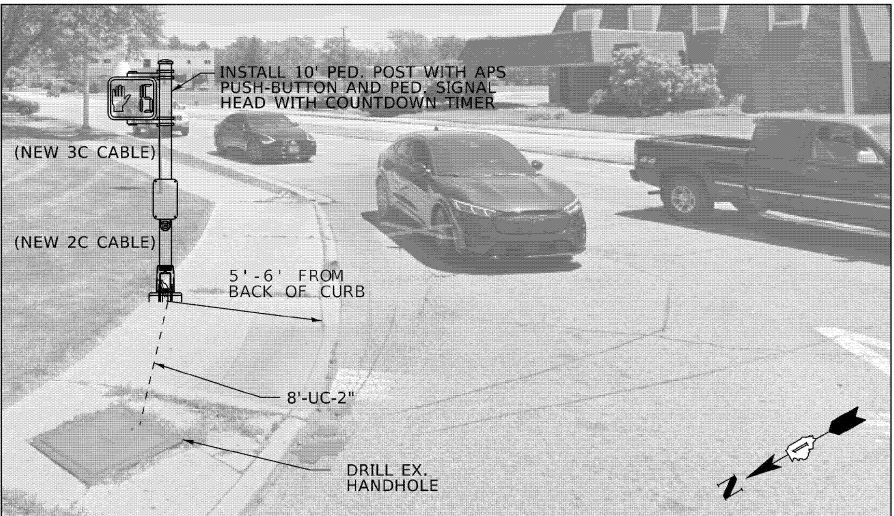 INSTALL 10' PED. POST WITH APS
PUSH-BUTTON AND PED. SIGNAL
HEAD WITH COUNTDOWN TIMER
15
(NEW 3C CABLE)
(NEW 2C CABLE)
5'-6' FROM
BACK OF CURB
8'-UC-2"
DRILL EX.
HANDHOLE
N